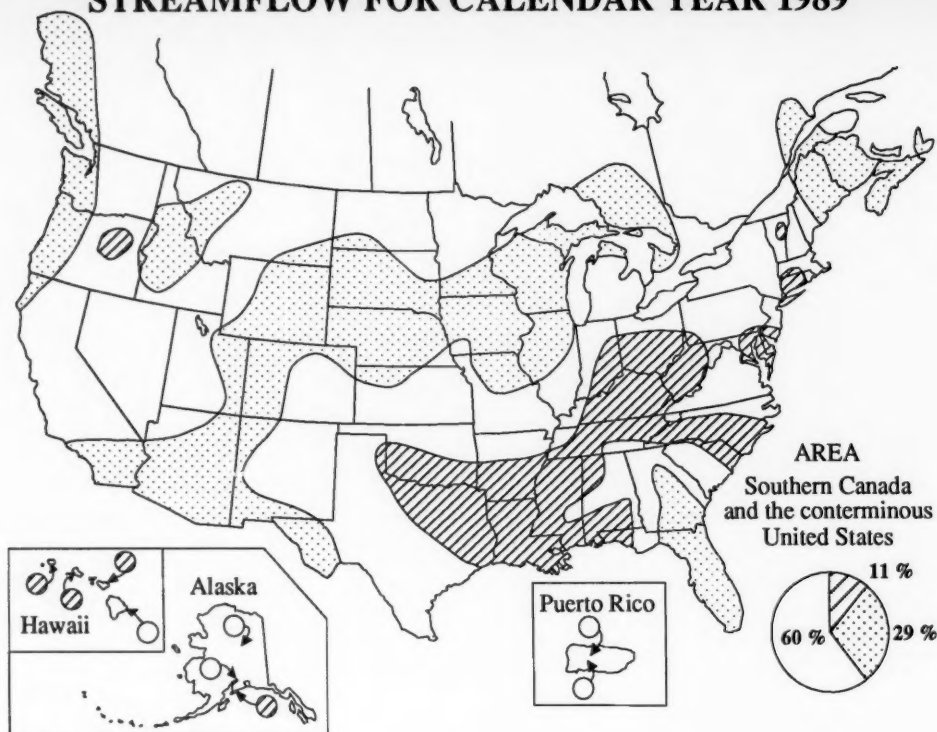 STREAMFLOW FOR CALENDAR YEAR 1989
AREA
Southern Canada
and the conterminous
United States
11 %
60 %
29 %
Hawaii
Alaska
Puerto Rico